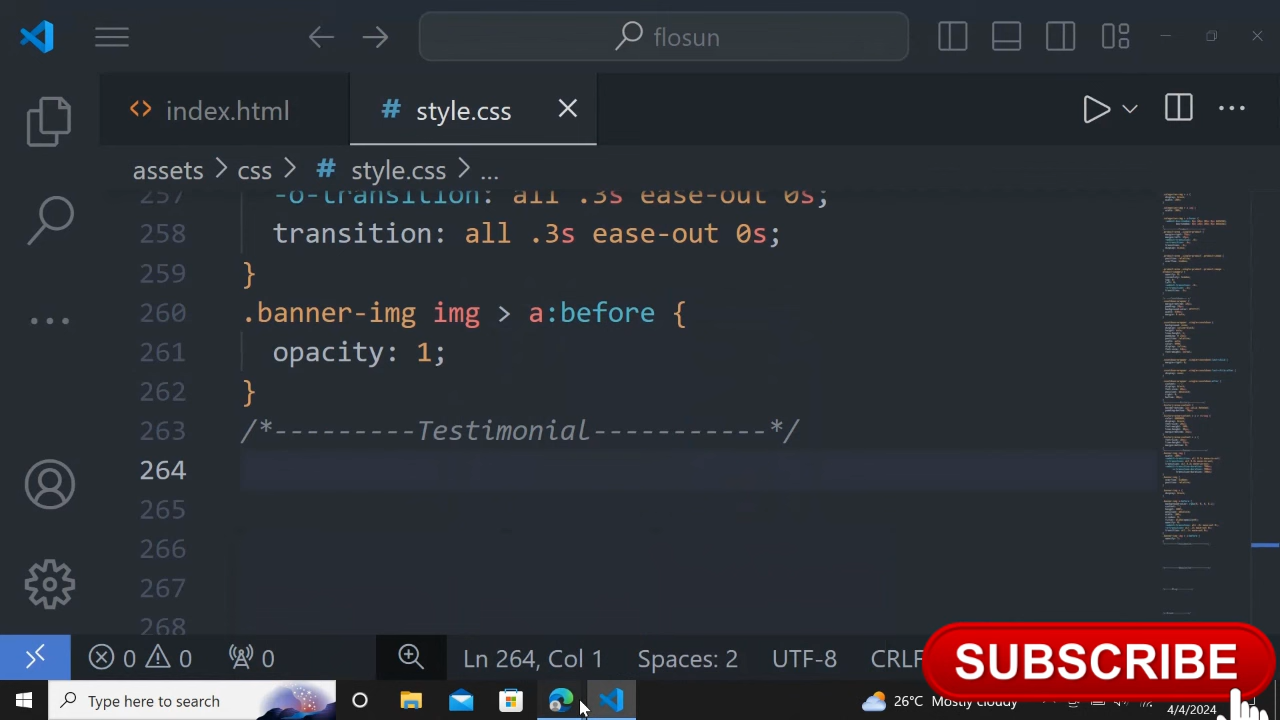 flosun
index.html
# style.css
assets > css > # style.css > ...
257 -o-transition: all .3s ease-out 0s;
258 transition: all .3s ease-out 0s;
259 }
260 .banner-img img > a:before {
261 opacity: 1;
262 }
263 /*---------Testimontal---------*/
264
265
266
267
268
0 0 0
Ln 264, Col 1
Spaces: 2
UTF-8
CRLF
SUBSCRIBE
Type here to search
26°C Mostly cloudy
4/4/2024